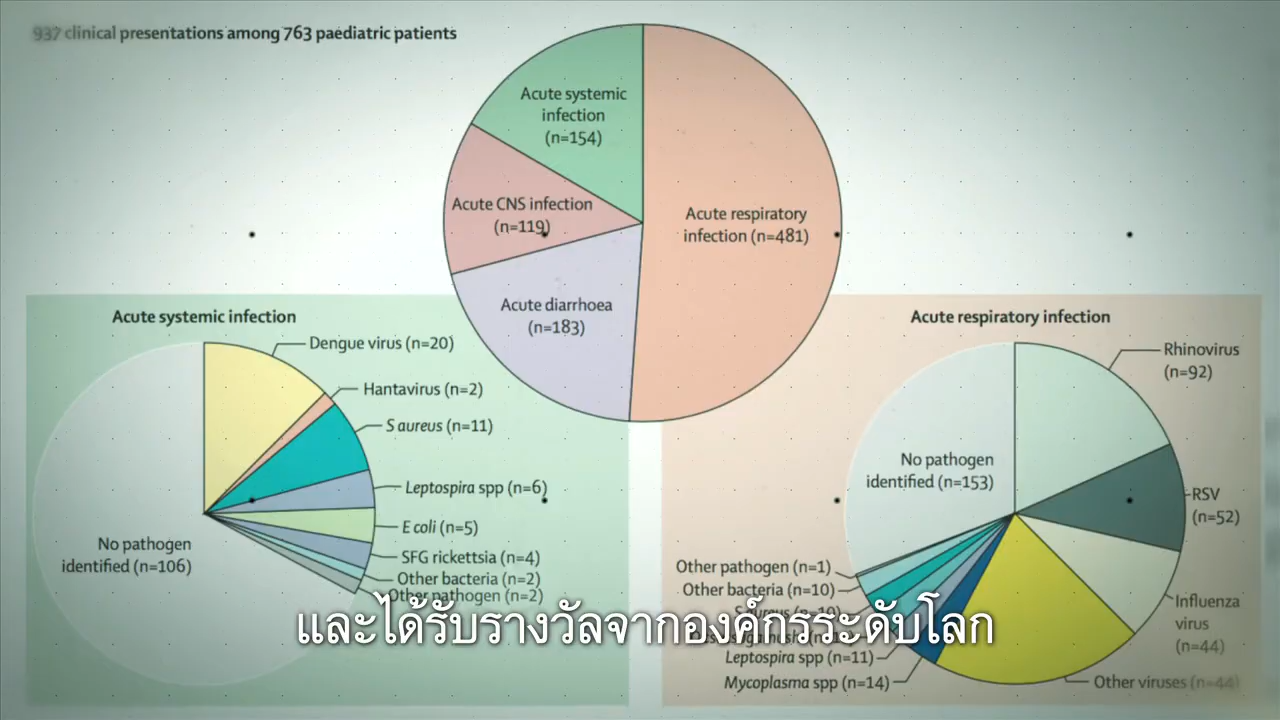 937 clinical presentations among 763 paediatric patients
Acute systemic
infection
(n=154)
Acute CNS infection
(n=119)
Acute respiratory
infection (n=481)
Acute diarrhoea
(n=183)
Acute systemic infection
Dengue virus (n=20)
Hantavirus (n=2)
S aureus (n=11)
Leptospira spp (n=6)
E coli (n=5)
SFG rickettsia (n=4)
Other bacteria (n=2)
Other pathogen (n=2)
No pathogen
identified (n=106)
Acute respiratory infection
Rhinovirus
(n=92)
RSV
(n=52)
Influenza
virus
(n=44)
Other viruses (n=44)
No pathogen
identified (n=153)
Other pathogen (n=1)
Other bacteria (n=10)
S aureus
Leptospira spp (n=11)
Mycoplasma spp (n=14)
และได้รับรางวัลจากองค์กรระดับโลก